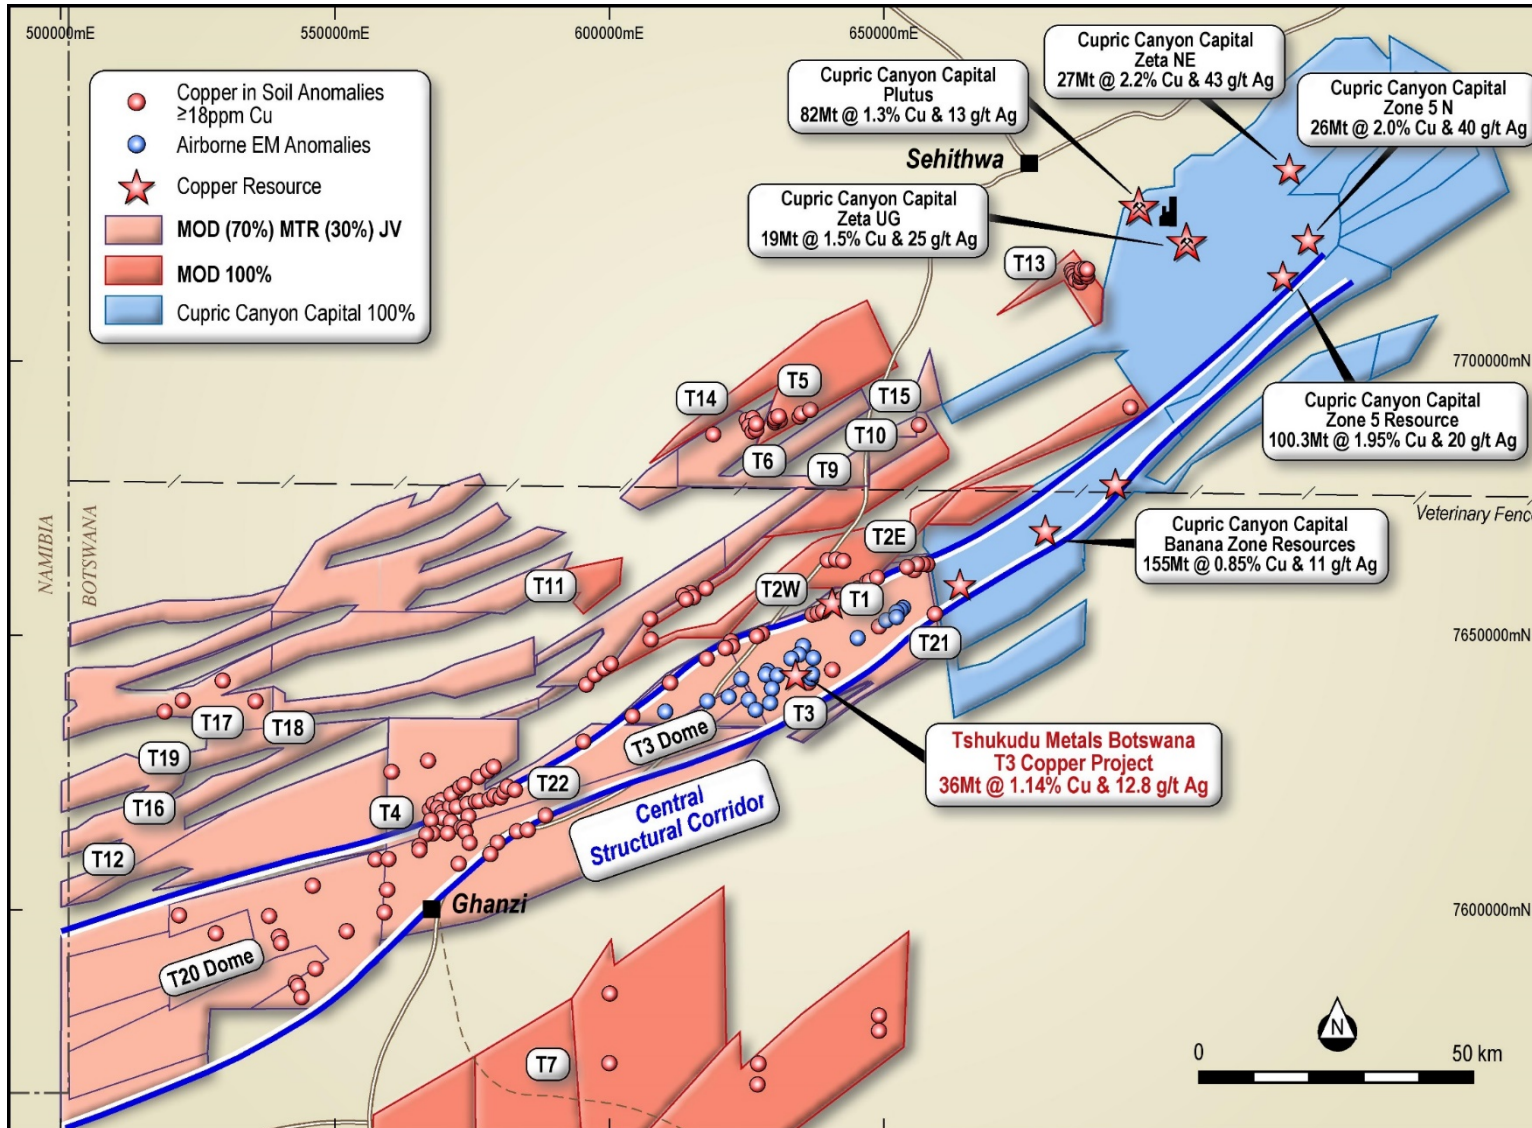 500000mE
550000mE
600000mE
650000mE
Copper in Soil Anomalies
≥18ppm Cu
Airborne EM Anomalies
Copper Resource
MOD (70%) MTR (30%) JV
MOD 100%
Cupric Canyon Capital 100%
Cupric Canyon Capital
Plutus
82Mt @ 1.3% Cu & 13 g/t Ag
Cupric Canyon Capital
Zeta NE
27Mt @ 2.2% Cu & 43 g/t Ag
Cupric Canyon Capital
Zone 5 N
26Mt @ 2.0% Cu & 40 g/t Ag
Sehithwa
Cupric Canyon Capital
Zeta UG
19Mt @ 1.5% Cu & 25 g/t Ag
T13
7700000mN
T5
T14
T15
T10
T6
T9
Cupric Canyon Capital
Zone 5 Resource
100.3Mt @ 1.95% Cu & 20 g/t Ag
Veterinary Fence
NAMIBIA
BOTSWANA
T2E
Cupric Canyon Capital
Banana Zone Resources
155Mt @ 0.85% Cu & 11 g/t Ag
T11
T2W
T1
T21
7650000mN
T17
T18
T3
T3 Dome
T19
Tshukudu Metals Botswana
T3 Copper Project
36Mt @ 1.14% Cu & 12.8 g/t Ag
T22
T16
T4
Central
Structural Corridor
T12
Ghanzi
7600000mN
T20 Dome
T7
N
0
50 km